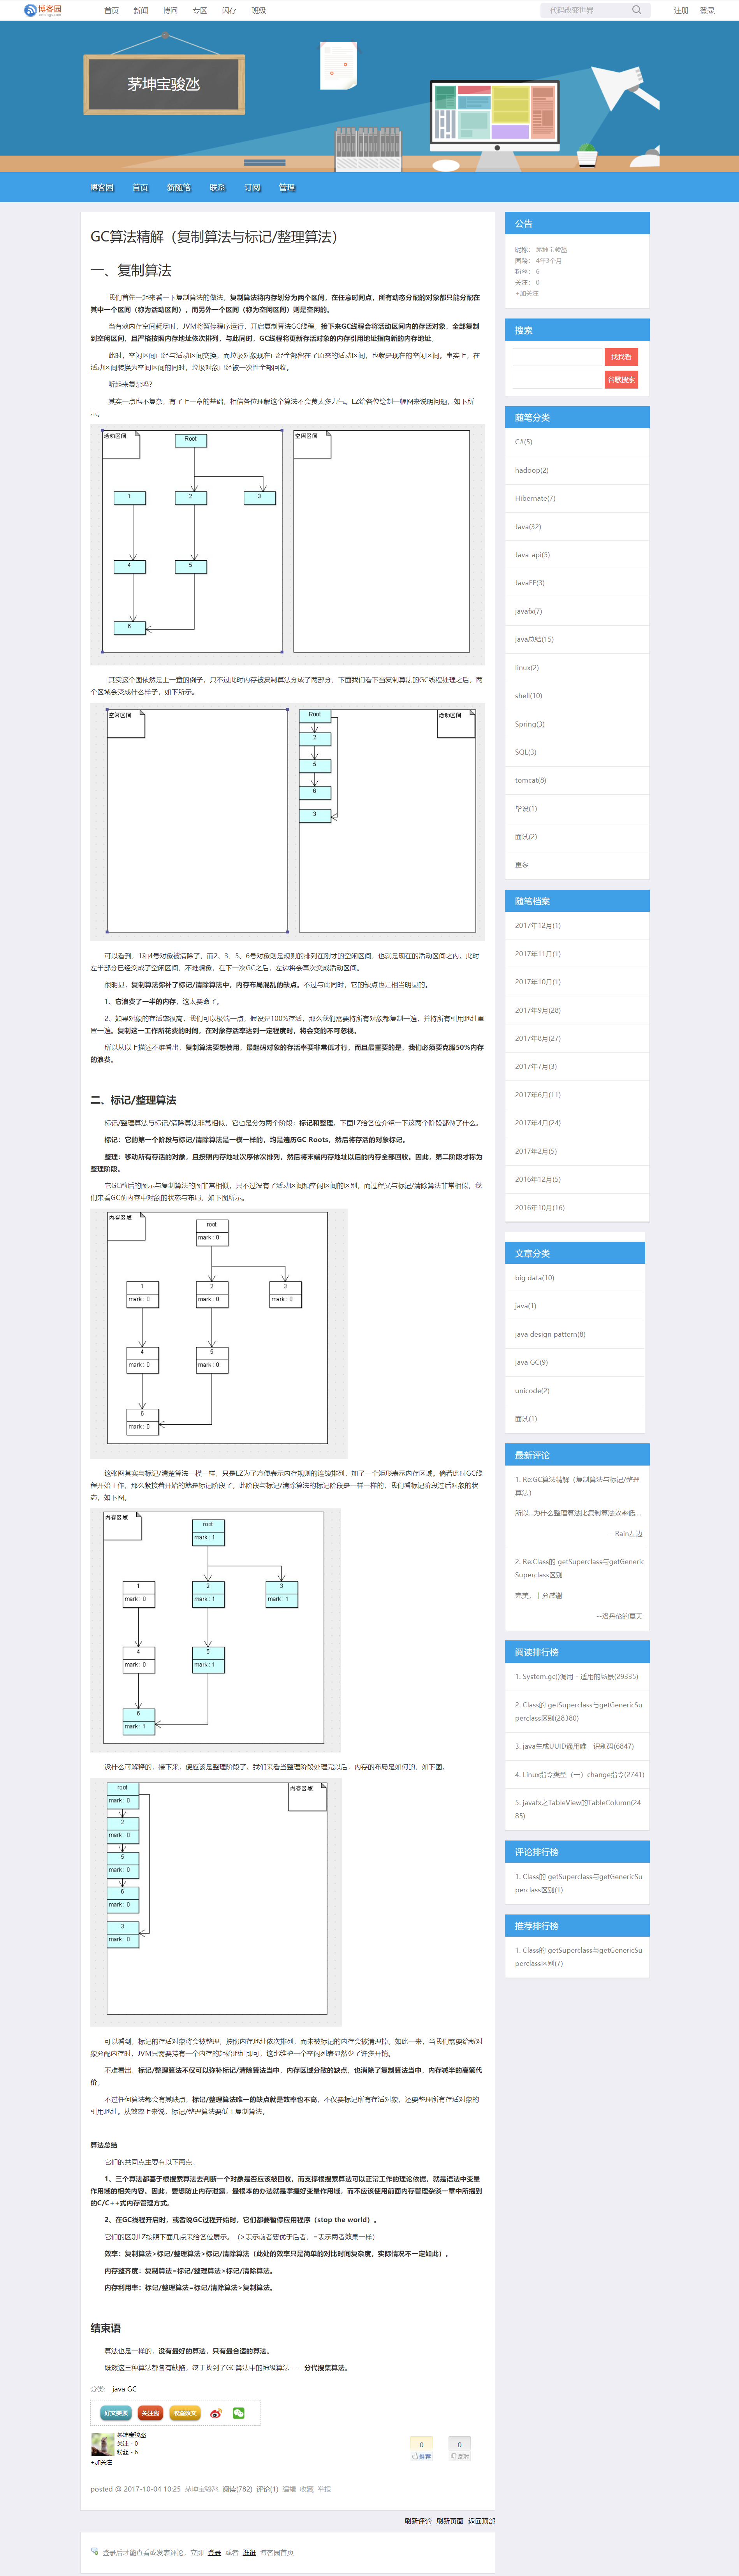 博客园
首页 新闻 博问 专区 闪存 班级
代码改变世界
注册 登录
茅坤宝骏氹
博客园 首页 新随笔 联系 订阅 管理
GC算法精解（复制算法与标记/整理算法）
一、复制算法
我们首先一起来看一下复制算法的做法，复制算法将内存划分为两个区间，在任意时间点，所有动态分配的对象都只能分配在
其中一个区间（称为活动区间），而另外一个区间（称为空闲区间）则是空闲的。
当有效内存空间耗尽时，JVM将暂停程序运行，开启复制算法GC线程。接下来GC线程会将活动区间内的存活对象，全部复制
到空闲区间，且严格按照内存地址依次排列，与此同时，GC线程将更新存活对象的内存引用地址指向新的内存地址。
此时，空闲区间已经与活动区间交换，而垃圾对象现在已经全部留在了原来的活动区间，也就是现在的空闲区间。事实上，在
活动区间转换为空间区间的同时，垃圾对象已经被一次性全部回收。
听起来复杂吗？
其实一点也不复杂，有了上一章的基础，相信各位理解这个算法不会费太多力气。LZ给各位绘制一幅图来说明问题，如下所
示。
活动区间
Root
空闲区间
1
2
3
4
5
6
其实这个图依然是上一章的例子，只不过此时内存被复制算法分成了两部分，下面我们看下当复制算法的GC线程处理之后，两
个区域会变成什么样子，如下所示。
空闲区间
Root
活动区间
2
5
6
3
可以看到，1和4号对象被清除了，而2、3、5、6号对象则是规则的排列在刚才的空闲区间，也就是现在的活动区间之内。此时
左半部分已经变成了空闲区间，不难想象，在下一次GC之后，左边将会再次变成活动区间。
很明显，复制算法弥补了标记/清除算法中，内存布局混乱的缺点。不过与此同时，它的缺点也是相当明显的。
1、它浪费了一半的内存，这太要命了。
2、如果对象的存活率很高，我们可以极端一点，假设是100%存活，那么我们需要将所有对象都复制一遍，并将所有引用地址重
置一遍。复制这一工作所花费的时间，在对象存活率达到一定程度时，将会变的不可忽视。
所以从以上描述不难看出，复制算法要想使用，最起码对象的存活率要非常低才行，而且最重要的是，我们必须要克服50%内存
的浪费。
二、标记/整理算法
标记/整理算法与标记/清除算法非常相似，它也是分为两个阶段：标记和整理。下面LZ给各位介绍一下这两个阶段都做了什么。
标记：它的第一个阶段与标记/清除算法是一模一样的，均是遍历GC Roots，然后将存活的对象标记。
整理：移动所有存活的对象，且按照内存地址次序依次排列，然后将末端内存地址以后的内存全部回收。因此，第二阶段才称为
整理阶段。
它GC前后的图示与复制算法的图非常相似，只不过没有了活动区间和空闲区间的区别，而过程又与标记/清除算法非常相似，我
们来看GC前内存中对象的状态与布局，如下图所示。
内存区域
root
mark : 0
1
mark : 0
2
mark : 0
3
mark : 0
4
mark : 0
5
mark : 0
6
mark : 0
这张图其实与标记/清楚算法一模一样，只是LZ为了方便表示内存规则的连续排列，加了一个矩形表示内存区域。倘若此时GC线
程开始工作，那么紧接着开始的就是标记阶段了。此阶段与标记/清除算法的标记阶段是一样一样的，我们看标记阶段过后对象的状
态，如下图。
内存区域
root
mark : 1
1
mark : 0
2
mark : 1
3
mark : 1
4
mark : 0
5
mark : 1
6
mark : 1
没什么可解释的，接下来，便应该是整理阶段了。我们来看当整理阶段处理完以后，内存的布局是如何的，如下图。
root
mark : 0
内存区域
2
mark : 0
5
mark : 0
6
mark : 0
3
mark : 0
可以看到，标记的存活对象将会被整理，按照内存地址依次排列，而未被标记的内存会被清理掉。如此一来，当我们需要给新对
象分配内存时，JVM只需要持有一个内存的起始地址即可，这比维护一个空闲列表显然少了许多开销。
不难看出，标记/整理算法不仅可以弥补标记/清除算法当中，内存区域分散的缺点，也消除了复制算法当中，内存减半的高额代
价。
不过任何算法都会有其缺点，标记/整理算法唯一的缺点就是效率也不高，不仅要标记所有存活对象，还要整理所有存活对象的
引用地址。从效率上来说，标记/整理算法要低于复制算法。
算法总结
它们的共同点主要有以下两点。
1、三个算法都基于根搜索算法去判断一个对象是否应该被回收，而支撑根搜索算法可以正常工作的理论依据，就是语法中变量
作用域的相关内容。因此，要想防止内存泄露，最根本的办法就是掌握好变量作用域，而不应该使用前面内存管理杂谈一章中所提到
的C/C++式内存管理方式。
2、在GC线程开启时，或者说GC过程开始时，它们都要暂停应用程序（stop the world）。
它们的区别LZ按照下面几点来给各位展示。（>表示前者要优于后者，=表示两者效果一样）
效率：复制算法>标记/整理算法>标记/清除算法（此处的效率只是简单的对比时间复杂度，实际情况不一定如此）。
内存整齐度：复制算法=标记/整理算法>标记/清除算法。
内存利用率：标记/整理算法=标记/清除算法>复制算法。
结束语
算法也是一样的，没有最好的算法，只有最合适的算法。
既然这三种算法都各有缺陷，终于找到了GC算法中的神级算法-----分代搜集算法。
分类: java GC
好文要顶 关注我 收藏该文
茅坤宝骏氹
关注 - 0
粉丝 - 6
+加关注
0
推荐
0
反对
posted @ 2017-10-04 10:25 茅坤宝骏氹 阅读(782) 评论(1) 编辑 收藏 举报
刷新评论 刷新页面 返回顶部
登录后才能查看或发表评论，立即 登录 或者 逛逛 博客园首页
公告
昵称： 茅坤宝骏氹
园龄： 4年3个月
粉丝： 6
关注： 0
+加关注
搜索
找找看
谷歌搜索
随笔分类
C#(5)
hadoop(2)
Hibernate(7)
Java(32)
Java-api(5)
JavaEE(3)
javafx(7)
java总结(15)
linux(2)
shell(10)
Spring(3)
SQL(3)
tomcat(8)
毕设(1)
面试(2)
更多
随笔档案
2017年12月(1)
2017年11月(1)
2017年10月(1)
2017年9月(28)
2017年8月(27)
2017年7月(3)
2017年6月(11)
2017年4月(24)
2017年2月(5)
2016年12月(5)
2016年10月(16)
文章分类
big data(10)
java(1)
java design pattern(8)
java GC(9)
unicode(2)
面试(1)
最新评论
1. Re:GC算法精解（复制算法与标记/整理
算法）
所以...为什么整理算法比复制算法效率低....
--Rain左边
2. Re:Class的 getSuperclass与getGeneric
Superclass区别
完美，十分感谢
--洛丹伦的夏天
阅读排行榜
1. System.gc()调用 - 适用的场景(29335)
2. Class的 getSuperclass与getGenericSu
perclass区别(28380)
3. java生成UUID通用唯一识别码(6847)
4. Linux指令类型（一）change指令(2741)
5. javafx之TableView的TableColumn(24
85)
评论排行榜
1. Class的 getSuperclass与getGenericSu
perclass区别(1)
推荐排行榜
1. Class的 getSuperclass与getGenericSu
perclass区别(7)